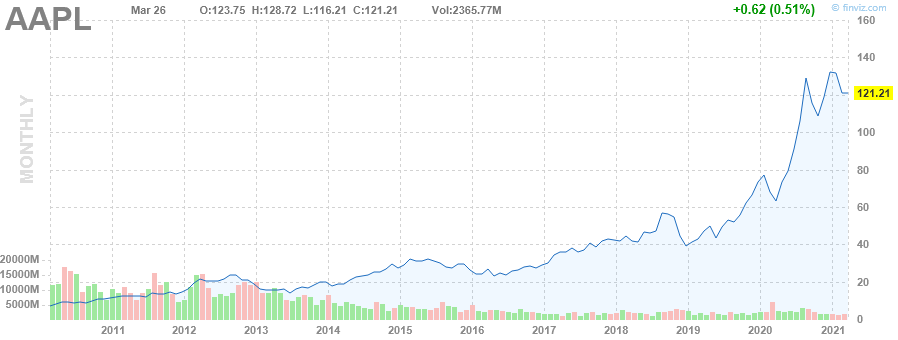 AAPL
Mar 26 O:123.75 H:128.72 L:116.21 C:121.21 Vol:2365.77M +0.62 (0.51%) © finviz.com
MONTHLY
160
140
121.21
100
80
60
40
20
0
20000M
15000M
10000M
5000M
2011 2012 2013 2014 2015 2016 2017 2018 2019 2020 2021